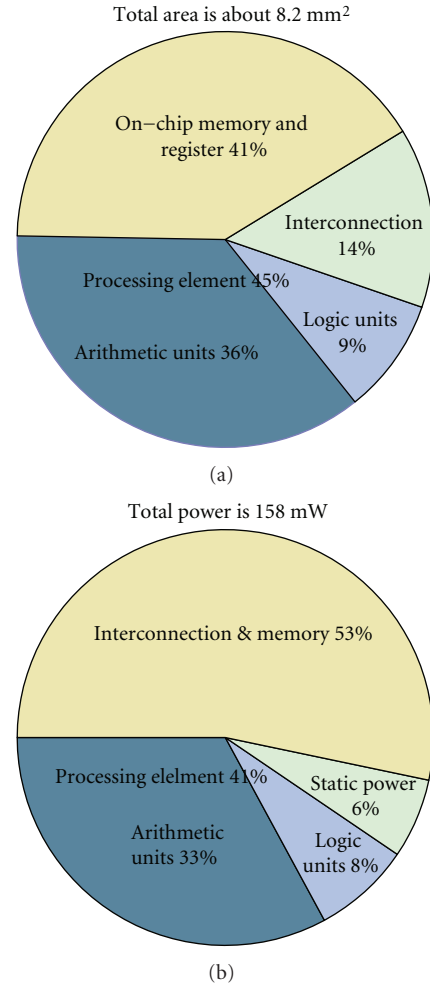 Total area is about 8.2 mm²
On−chip memory and
register 41%
Interconnection
14%
Processing element 45%
Logic units
9%
Arithmetic units 36%
(a)
Total power is 158 mW
Interconnection & memory 53%
Processing elelment 41%
Static power
6%
Arithmetic
units 33%
Logic
units 8%
(b)